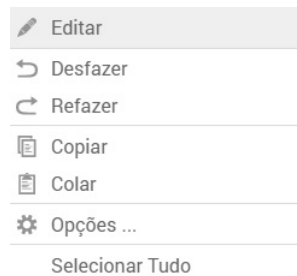 Editar
Desfazer
Refazer
Copiar
Colar
Opções ...
Selecionar Tudo